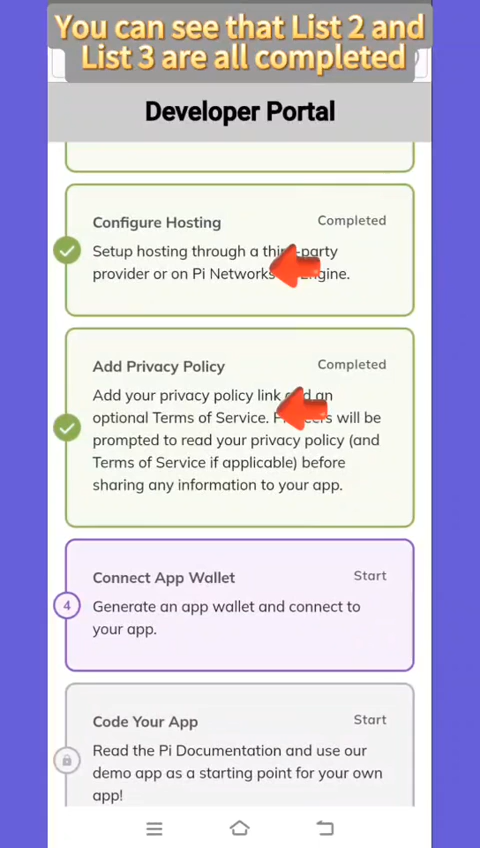 You can see that List 2 and
List 3 are all completed
Developer Portal
Configure Hosting
Completed
Setup hosting through a third-party
provider or on Pi Networks
Add Privacy Policy
Completed
Add your privacy policy link and an
optional Terms of Service. will be
prompted to read your privacy policy (and
Terms of Service if applicable) before
sharing any information to your app.
Connect App Wallet
Start
4
Generate an app wallet and connect to
your app.
Code Your App
Start
Read the Pi Documentation and use our
demo app as a starting point for your own
app!